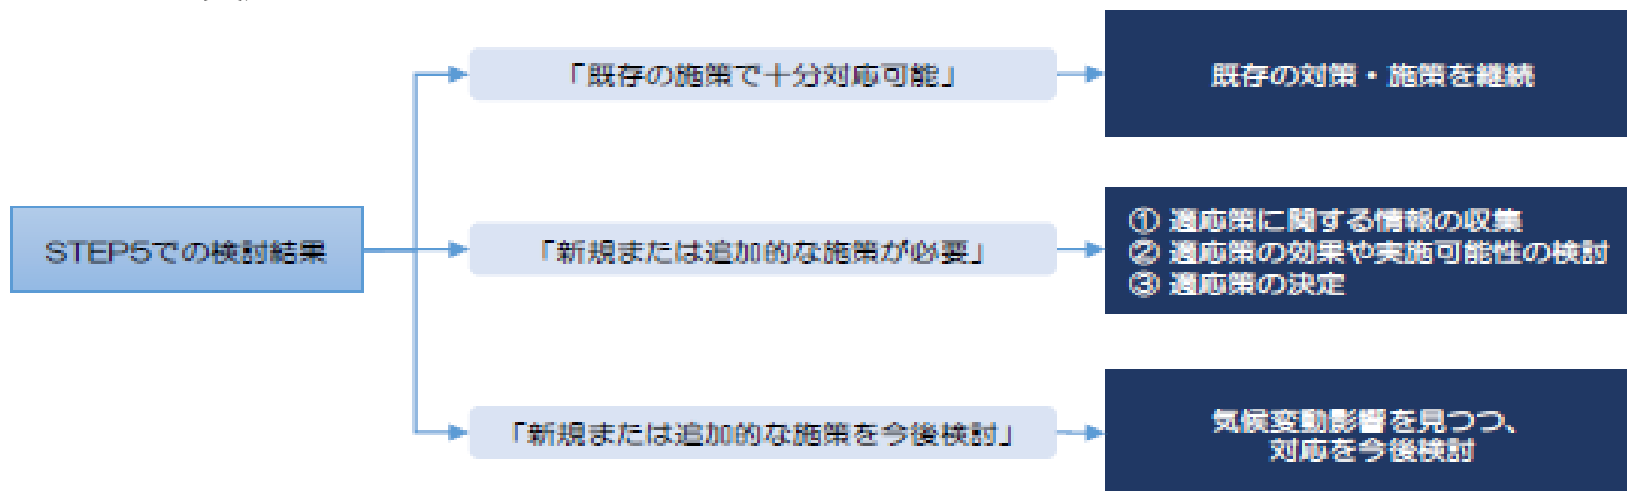 「既存の施策で十分対応可能」
既存の対策・施策を継続
STEP5での検討結果
「新規または追加的な施策が必要」
① 適応策に関する情報の収集
② 適応策の効果や実施可能性の検討
③ 適応策の決定
「新規または追加的な施策を今後検討」
気候変動影響を見つつ、
対応を今後検討